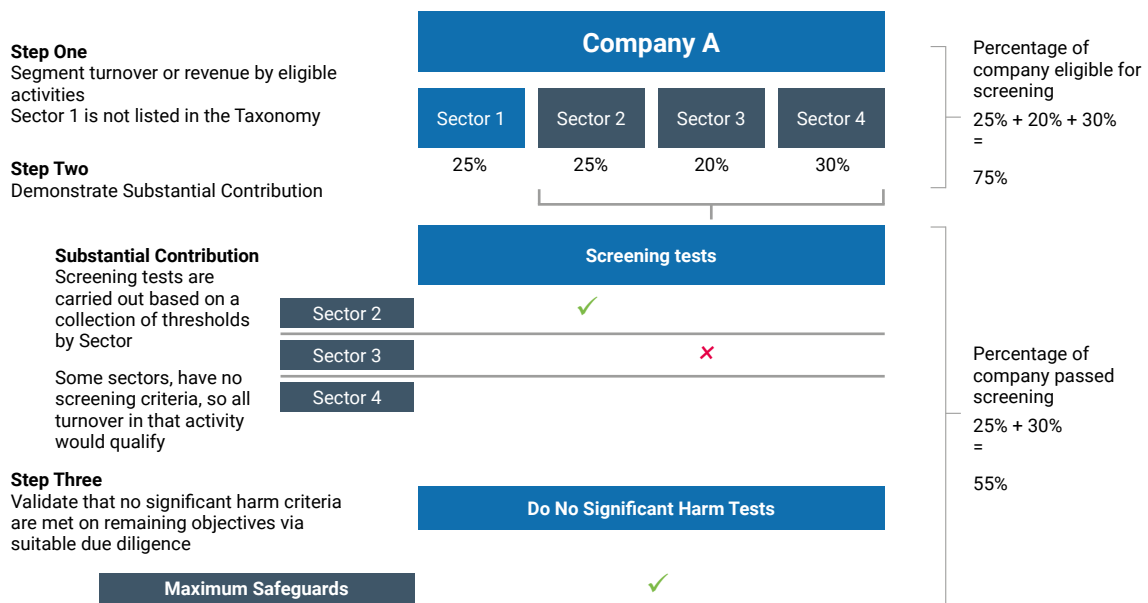 Company A
Step One
Segment turnover or revenue by eligible
activities
Sector 1 is not listed in the Taxonomy
Sector 1
Sector 2
Sector 3
Sector 4
25%
25%
20%
30%
Percentage of
company eligible for
screening
25% + 20% + 30%
=
75%
Step Two
Demonstrate Substantial Contribution
Substantial Contribution
Screening tests are
carried out based on a
collection of thresholds
by Sector
Some sectors, have no
screening criteria, so all
turnover in that activity
would qualify
Screening tests
Sector 2
Sector 3
Sector 4
Percentage of
company passed
screening
25% + 30%
=
55%
Step Three
Validate that no significant harm criteria
are met on remaining objectives via
suitable due diligence
Do No Significant Harm Tests
Maximum Safeguards